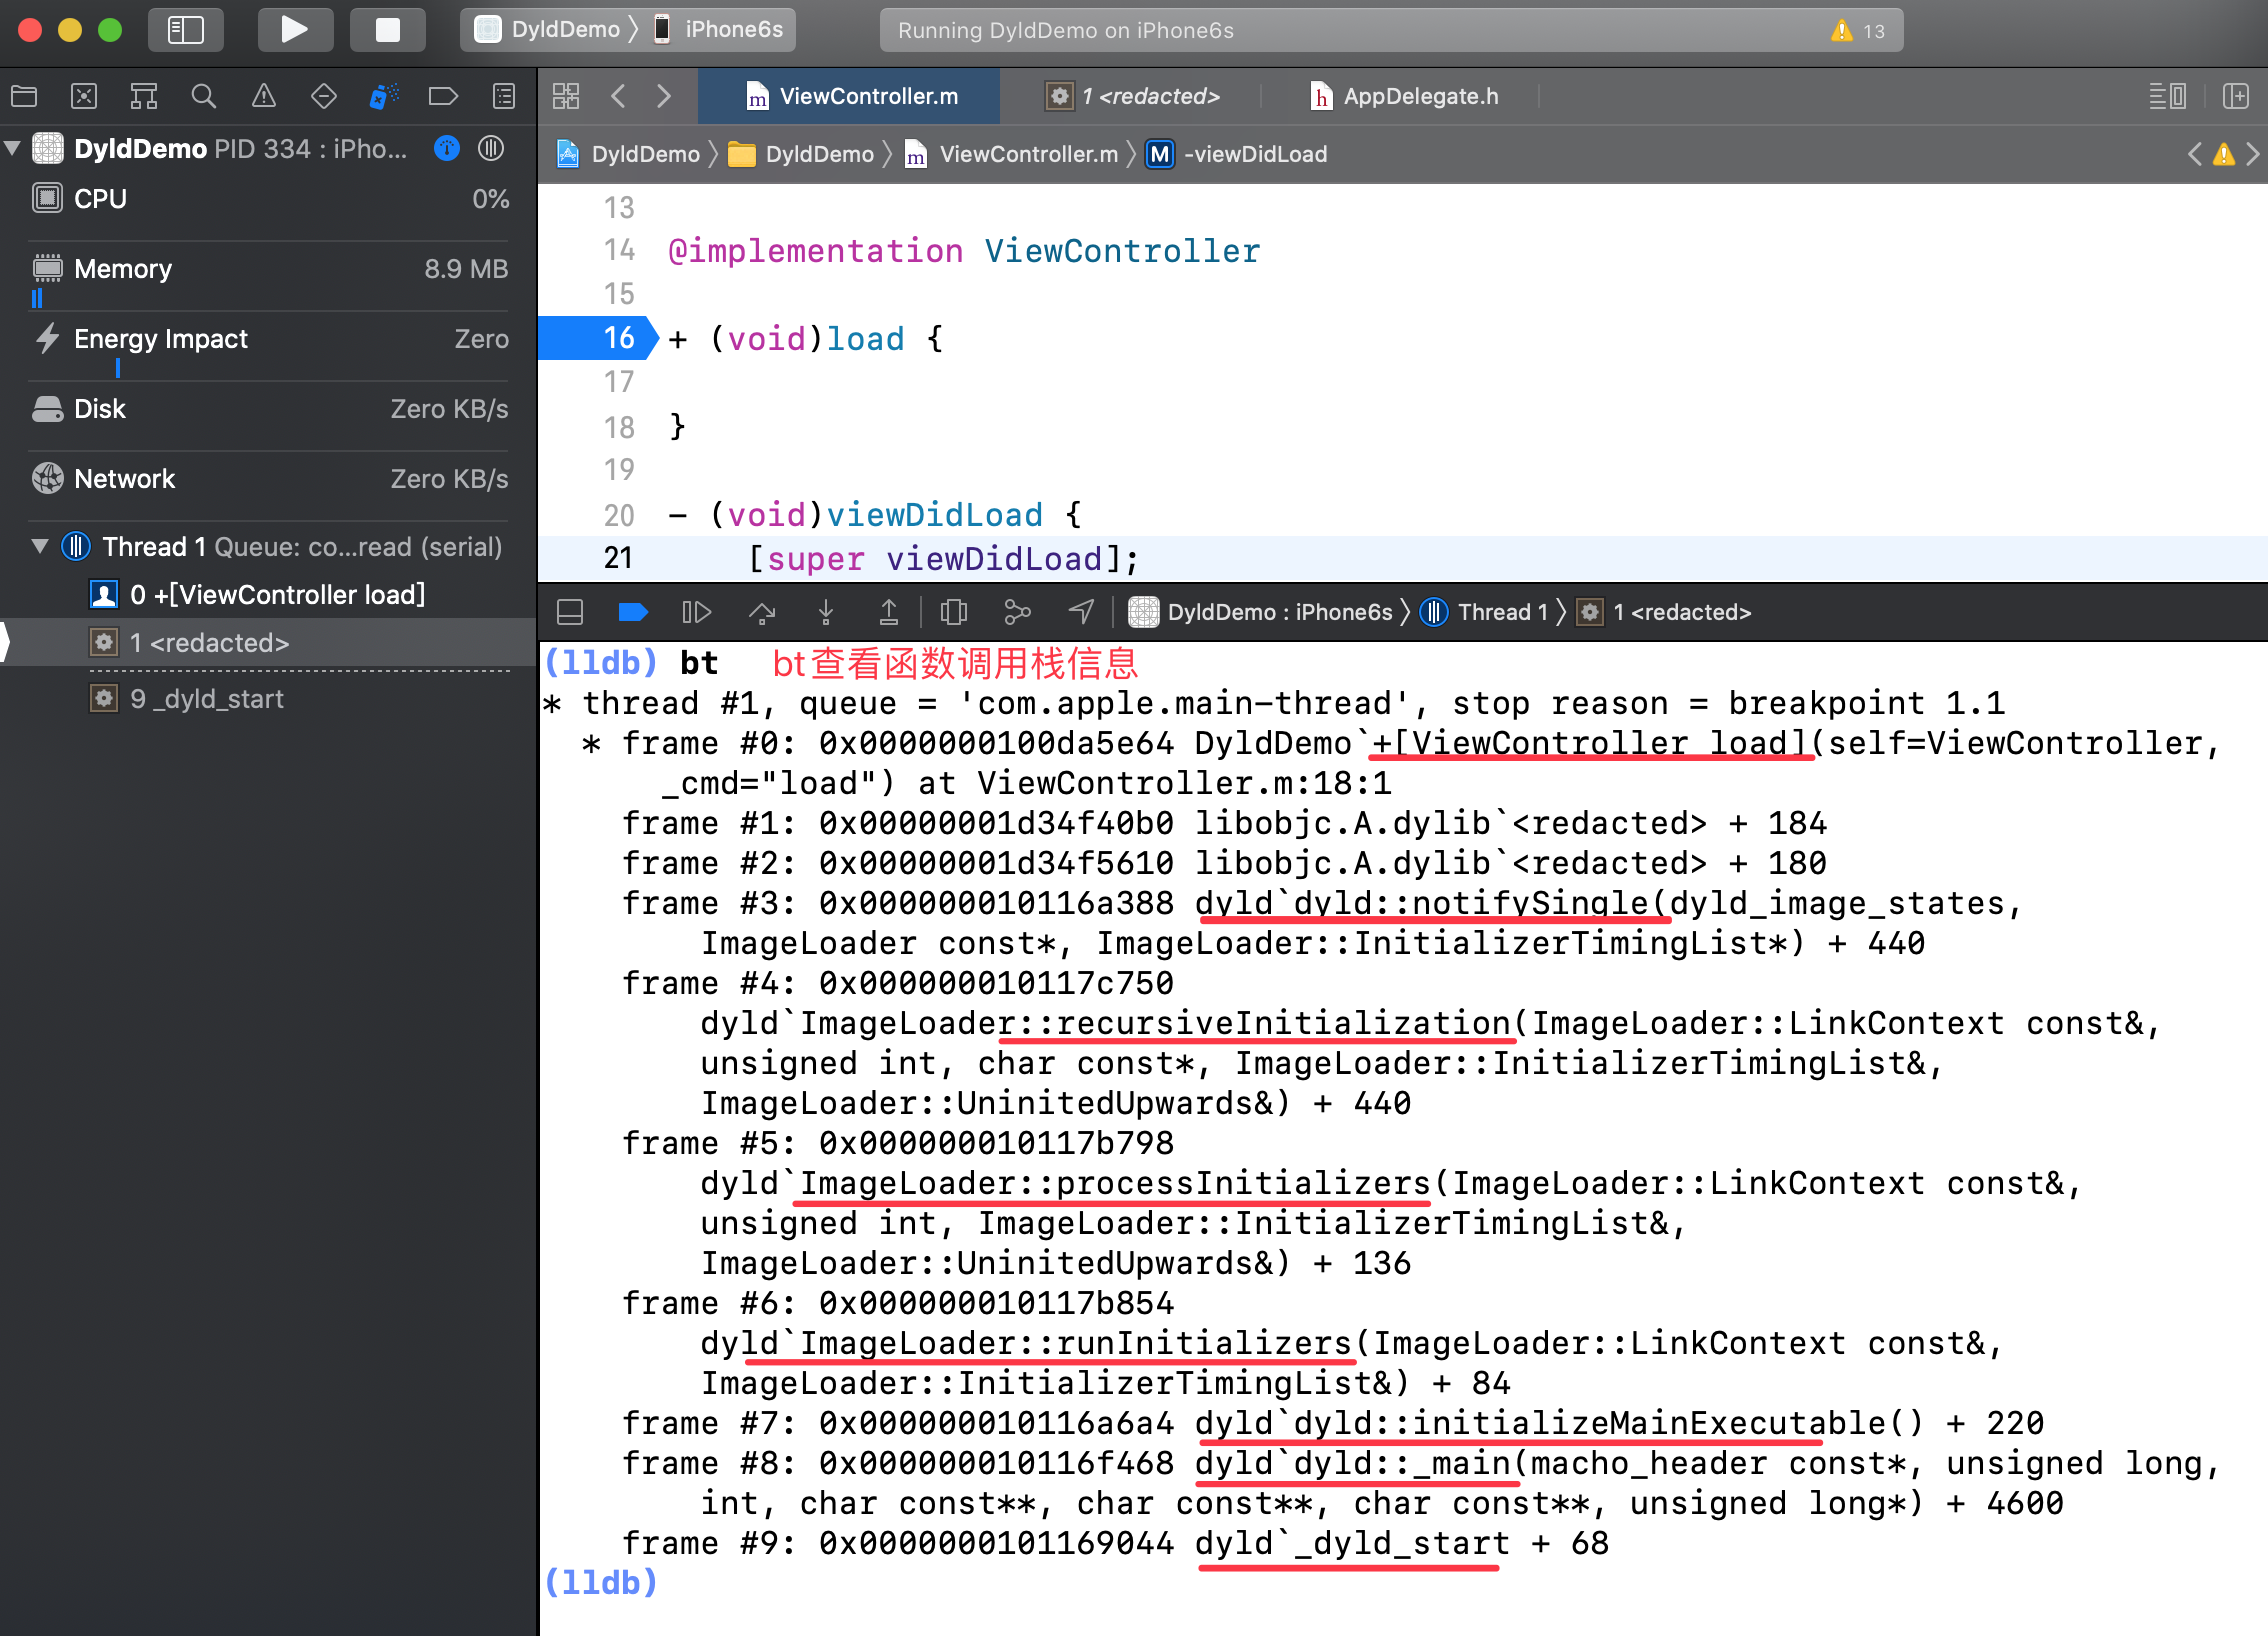 DyldDemo
iPhone6s
Running DyldDemo on iPhone6s
13
ViewController.m
1 <redacted>
AppDelegate.h
DyldDemo PID 334 : iPho...
DyldDemo
DyldDemo
ViewController.m
M -viewDidLoad
CPU 0%
Memory 8.9 MB
Energy Impact Zero
Disk Zero KB/s
Network Zero KB/s
Thread 1 Queue: co...read (serial)
0 +[ViewController load]
1 <redacted>
9 _dyld_start
13
14 @implementation ViewController
15
16 + (void)load {
17
18 }
19
20 - (void)viewDidLoad {
21 [super viewDidLoad];
DyldDemo : iPhone6s
Thread 1
1 <redacted>
(lldb) bt bt查看函数调用栈信息
* thread #1, queue = 'com.apple.main-thread', stop reason = breakpoint 1.1
* frame #0: 0x0000000100da5e64 DyldDemo`+[ViewController load](self=ViewController,
_cmd="load") at ViewController.m:18:1
frame #1: 0x00000001d34f40b0 libobjc.A.dylib`<redacted> + 184
frame #2: 0x00000001d34f5610 libobjc.A.dylib`<redacted> + 180
frame #3: 0x000000010116a388 dyld`dyld::notifySingle(dyld_image_states,
ImageLoader const*, ImageLoader::InitializerTimingList*) + 440
frame #4: 0x000000010117c750
dyld`ImageLoader::recursiveInitialization(ImageLoader::LinkContext const&,
unsigned int, char const*, ImageLoader::InitializerTimingList&,
ImageLoader::UninitedUpwards&) + 440
frame #5: 0x000000010117b798
dyld`ImageLoader::processInitializers(ImageLoader::LinkContext const&,
unsigned int, ImageLoader::InitializerTimingList&,
ImageLoader::UninitedUpwards&) + 136
frame #6: 0x000000010117b854
dyld`ImageLoader::runInitializers(ImageLoader::LinkContext const&,
ImageLoader::InitializerTimingList&) + 84
frame #7: 0x000000010116a6a4 dyld`dyld::initializeMainExecutable() + 220
frame #8: 0x000000010116f468 dyld`dyld::_main(macho_header const*, unsigned long,
int, char const**, char const**, char const**, unsigned long*) + 4600
frame #9: 0x0000000101169044 dyld`_dyld_start + 68
(lldb)